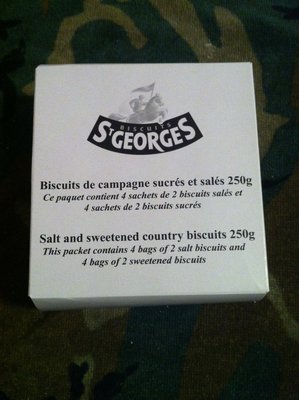 BISCUITS
ST GEORGES
Biscuits de campagne sucrés et salés 250g
Ce paquet contient 4 sachets de 2 biscuits salés et
4 sachets de 2 biscuits sucrés
Salt and sweetened country biscuits 250g
This packet contains 4 bags of 2 salt biscuits and
4 bags of 2 sweetened biscuits